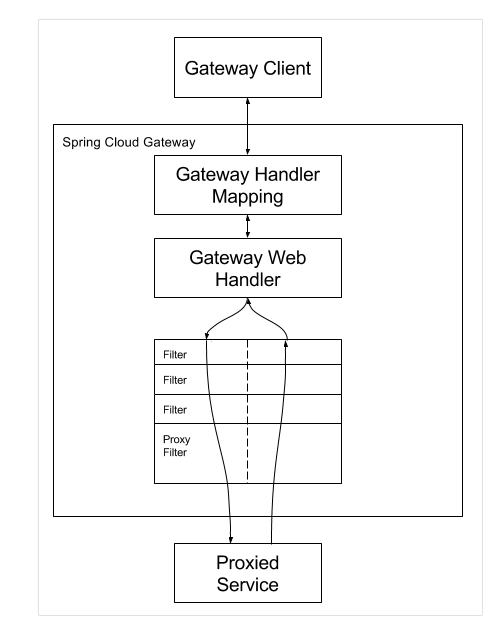 Gateway Client
Spring Cloud Gateway
Gateway Handler
Mapping
Gateway Web
Handler
Filter
Filter
Filter
Proxy
Filter
Proxied
Service